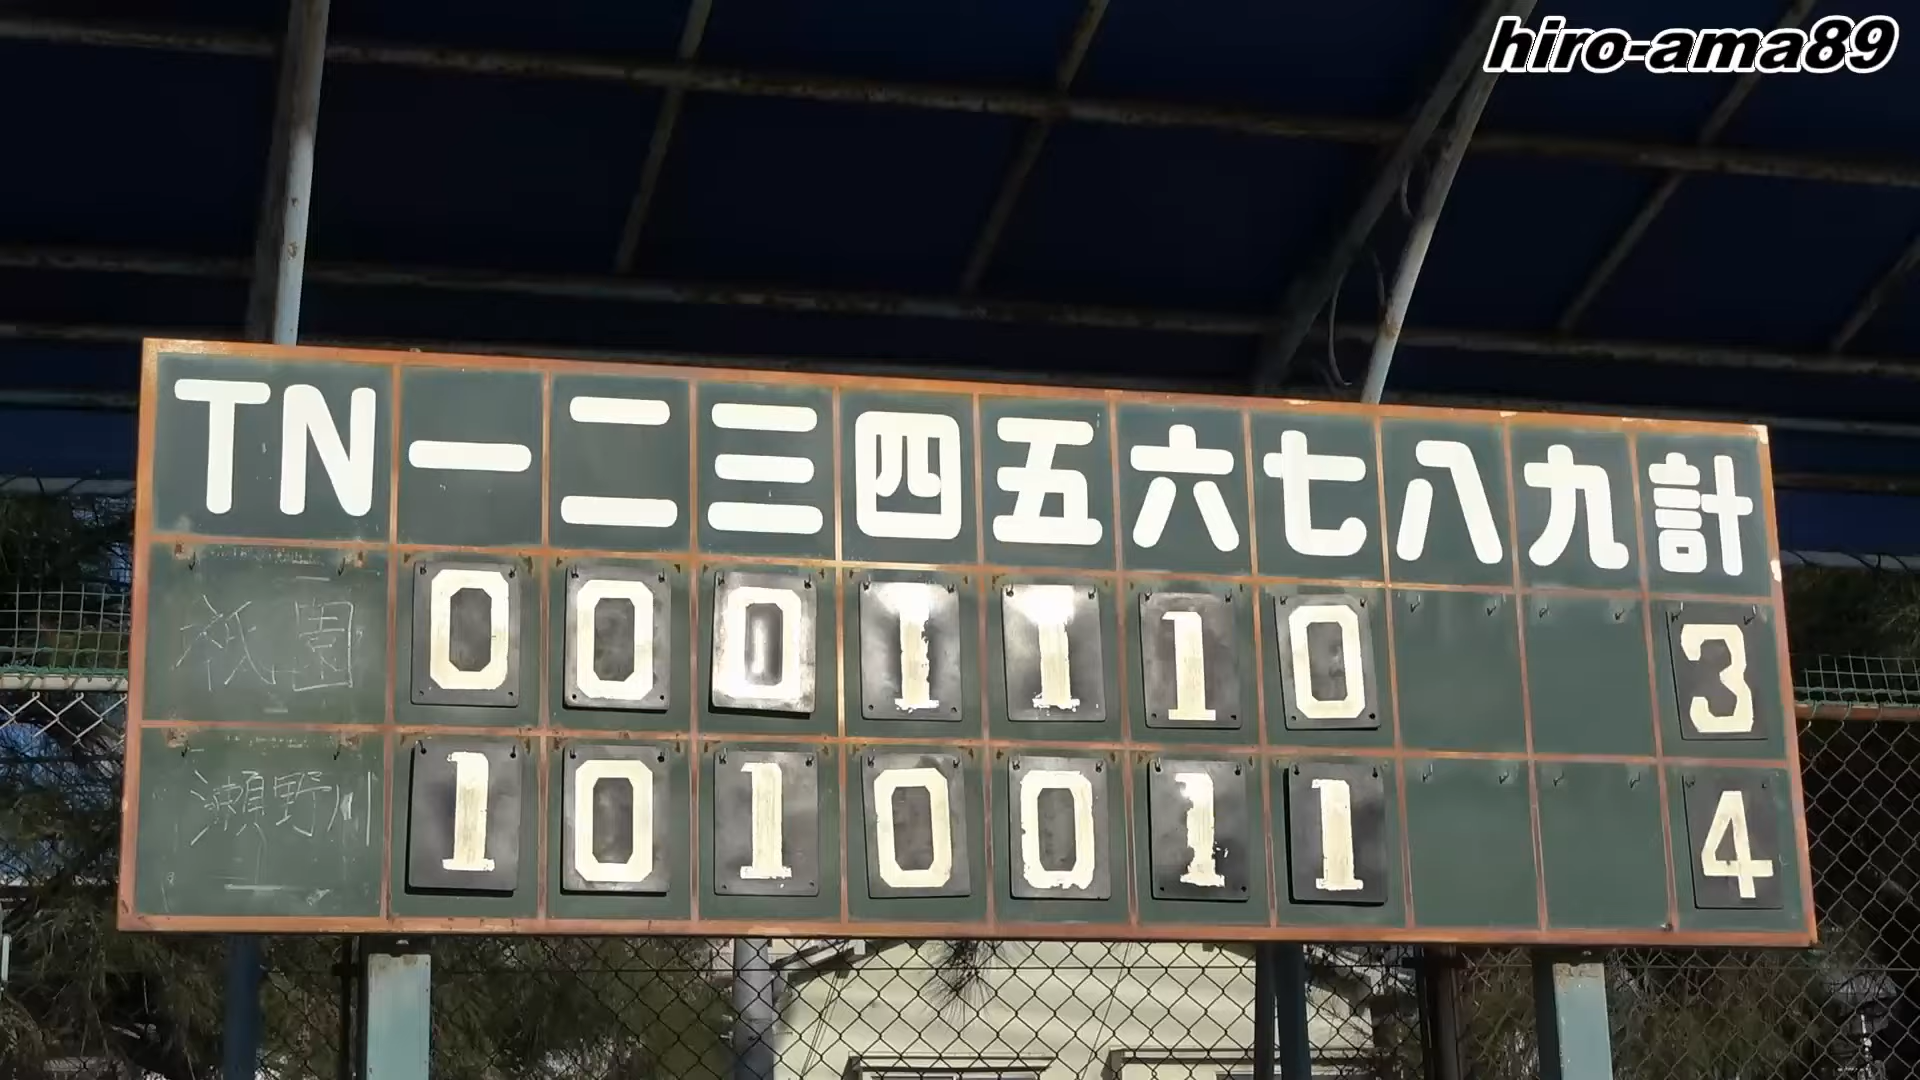 hiro-ama89
TN 一 二 三 四 五 六 七 八 九 計
祇園 0 0 0 1 1 1 0 3
瀬野川 1 0 1 0 0 1 1 4